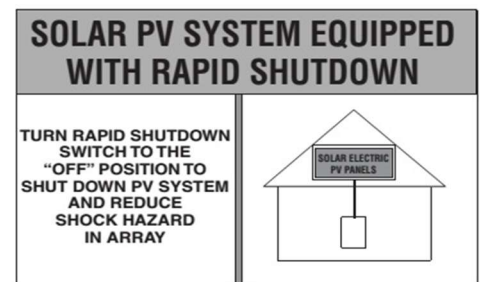 SOLAR PV SYSTEM EQUIPPED
WITH RAPID SHUTDOWN
TURN RAPID SHUTDOWN
SWITCH TO THE
“OFF” POSITION TO
SHUT DOWN PV SYSTEM
AND REDUCE
SHOCK HAZARD
IN ARRAY
SOLAR ELECTRIC
PV PANELS